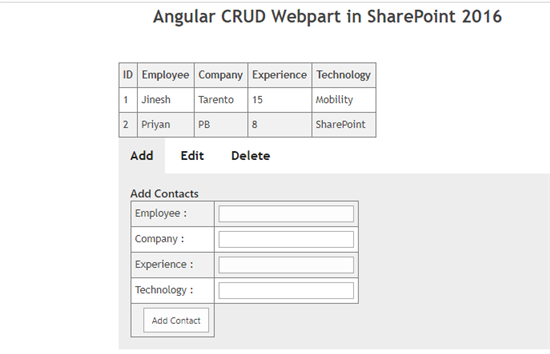 Angular CRUD Webpart in SharePoint 2016
ID Employee Company Experience Technology
1 Jinesh Tarento 15 Mobility
2 Priyan PB 8 SharePoint
Add Edit Delete
Add Contacts
Employee :
Company :
Experience :
Technology :
Add Contact